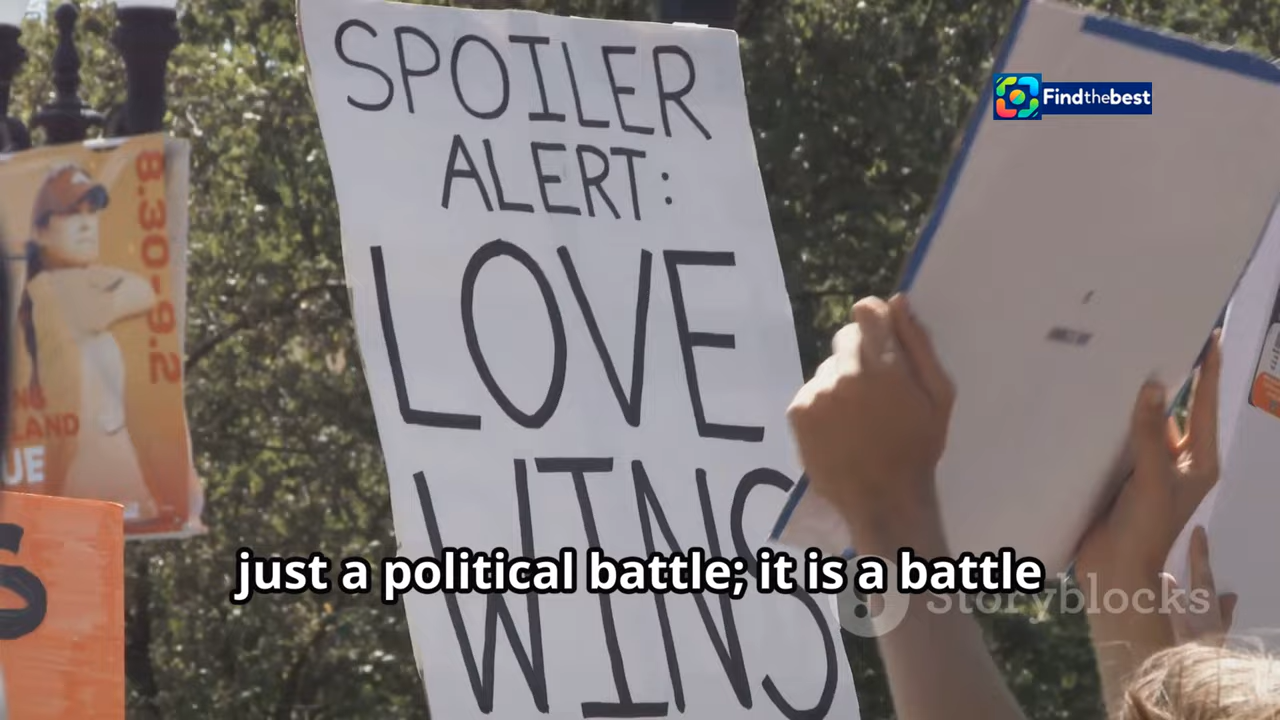 SPOILER
ALERT:
LOVE
WINS
Findthebest
8.30-9.2
LAND
UE
S
just a political battle; it is a battle
Storyblocks